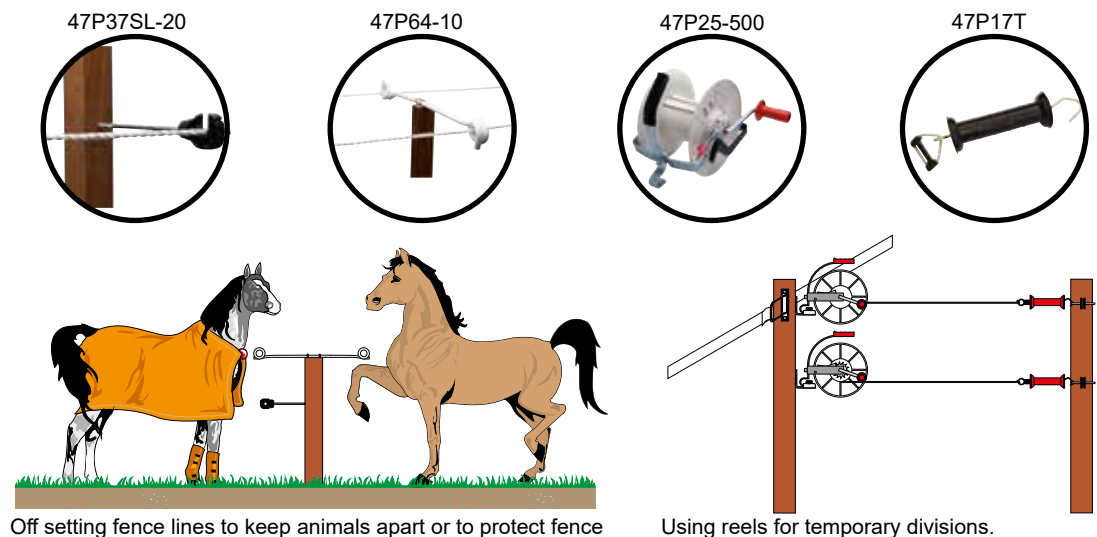 47P37SL-20
47P64-10
47P25-500
47P17T
Off setting fence lines to keep animals apart or to protect fence
Using reels for temporary divisions.